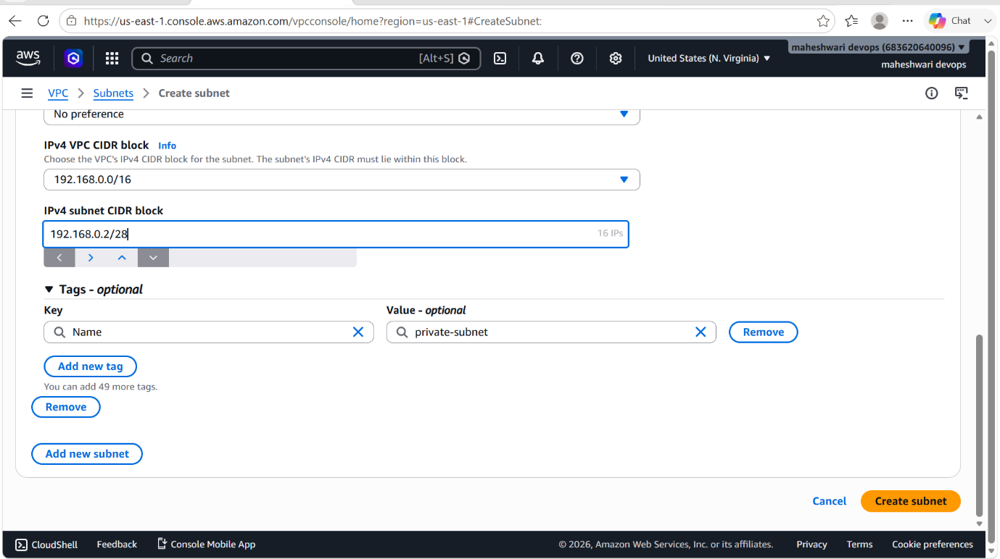 https://us-east-1.console.aws.amazon.com/vpcconsole/home?region=us-east-1#CreateSubnet:
Chat
aws
Search
[Alt+S]
United States (N. Virginia)
maheshwari devops (683620640096)
maheshwari devops
VPC
Subnets
Create subnet
No preference
IPv4 VPC CIDR block Info
Choose the VPC's IPv4 CIDR block for the subnet. The subnet's IPv4 CIDR must lie within this block.
192.168.0.0/16
IPv4 subnet CIDR block
192.168.0.2/28 16 IPs
Tags - optional
Key Value - optional
Name private-subnet Remove
Add new tag
You can add 49 more tags.
Remove
Add new subnet
Cancel Create subnet
CloudShell Feedback Console Mobile App © 2026, Amazon Web Services, Inc. or its affiliates. Privacy Terms Cookie preferences